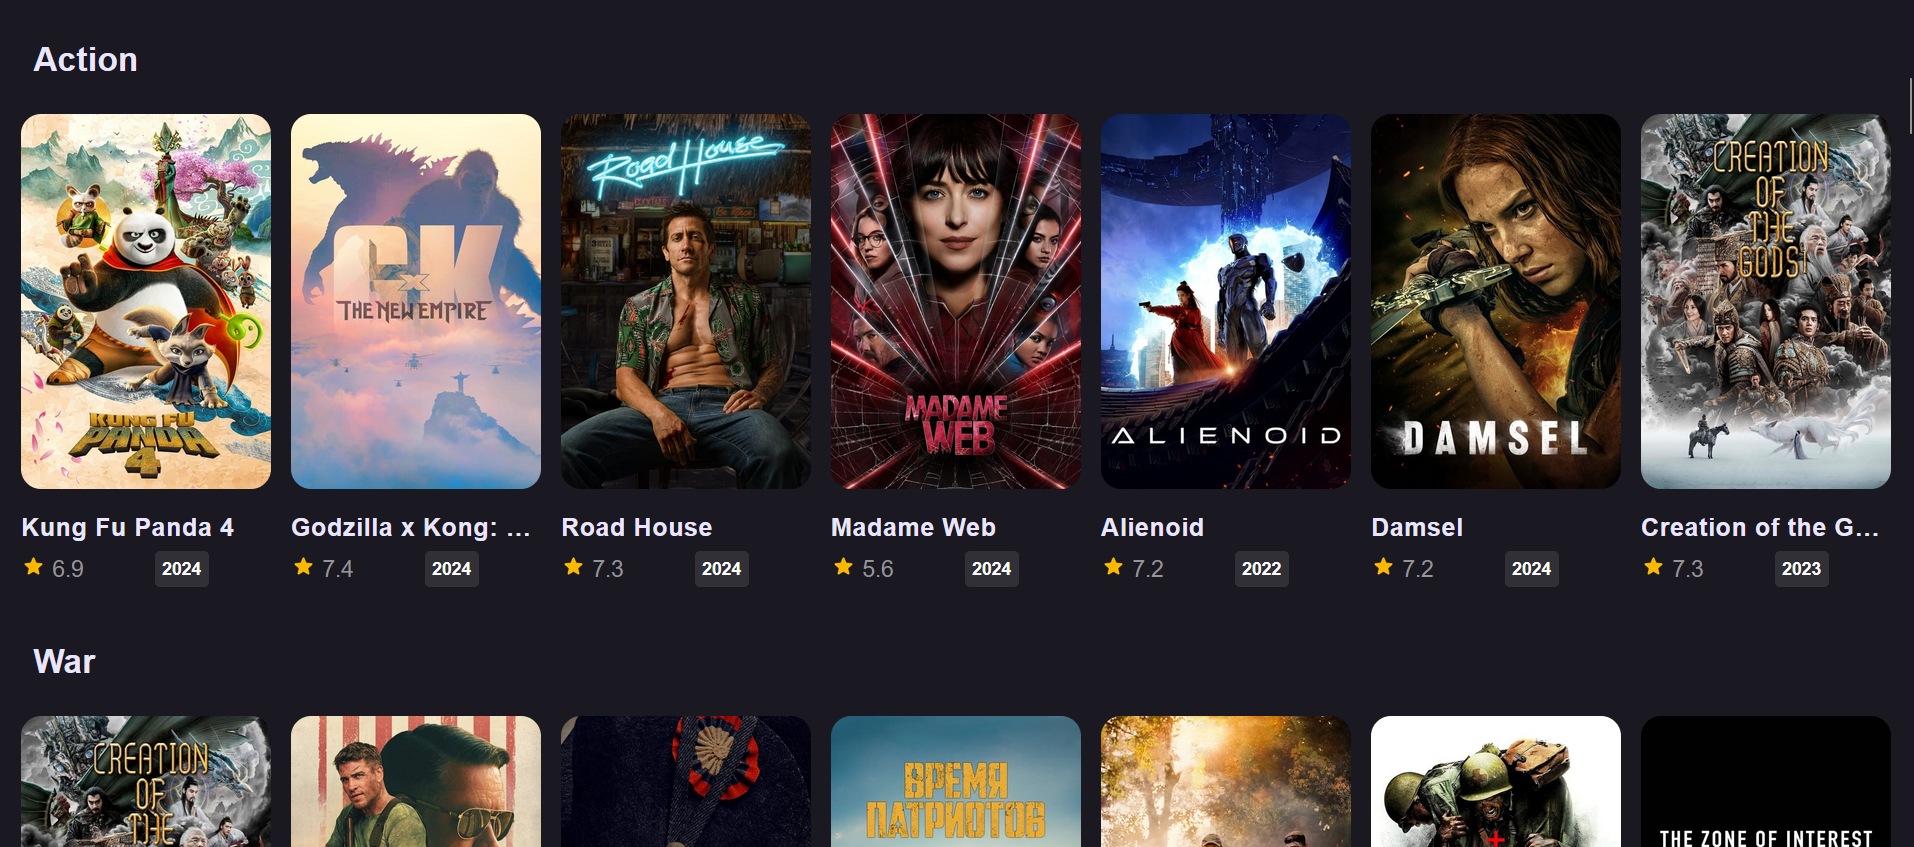 Action
Road House
CREATION
OF
THE
GODS I
GK
THE NEW EMPIRE
KUNG FU
PANDA
4
MADAME
WEB
ALIENOID
DAMSEL
Kung Fu Panda 4
Godzilla x Kong: ...
Road House
Madame Web
Alienoid
Damsel
Creation of the G...
6.9
2024
7.4
2024
7.3
2024
5.6
2024
7.2
2022
7.2
2024
7.3
2023
War
CREATION
OF
THE
ВРЕМЯ
ПАТРИОТОВ
THE ZONE OF INTEREST